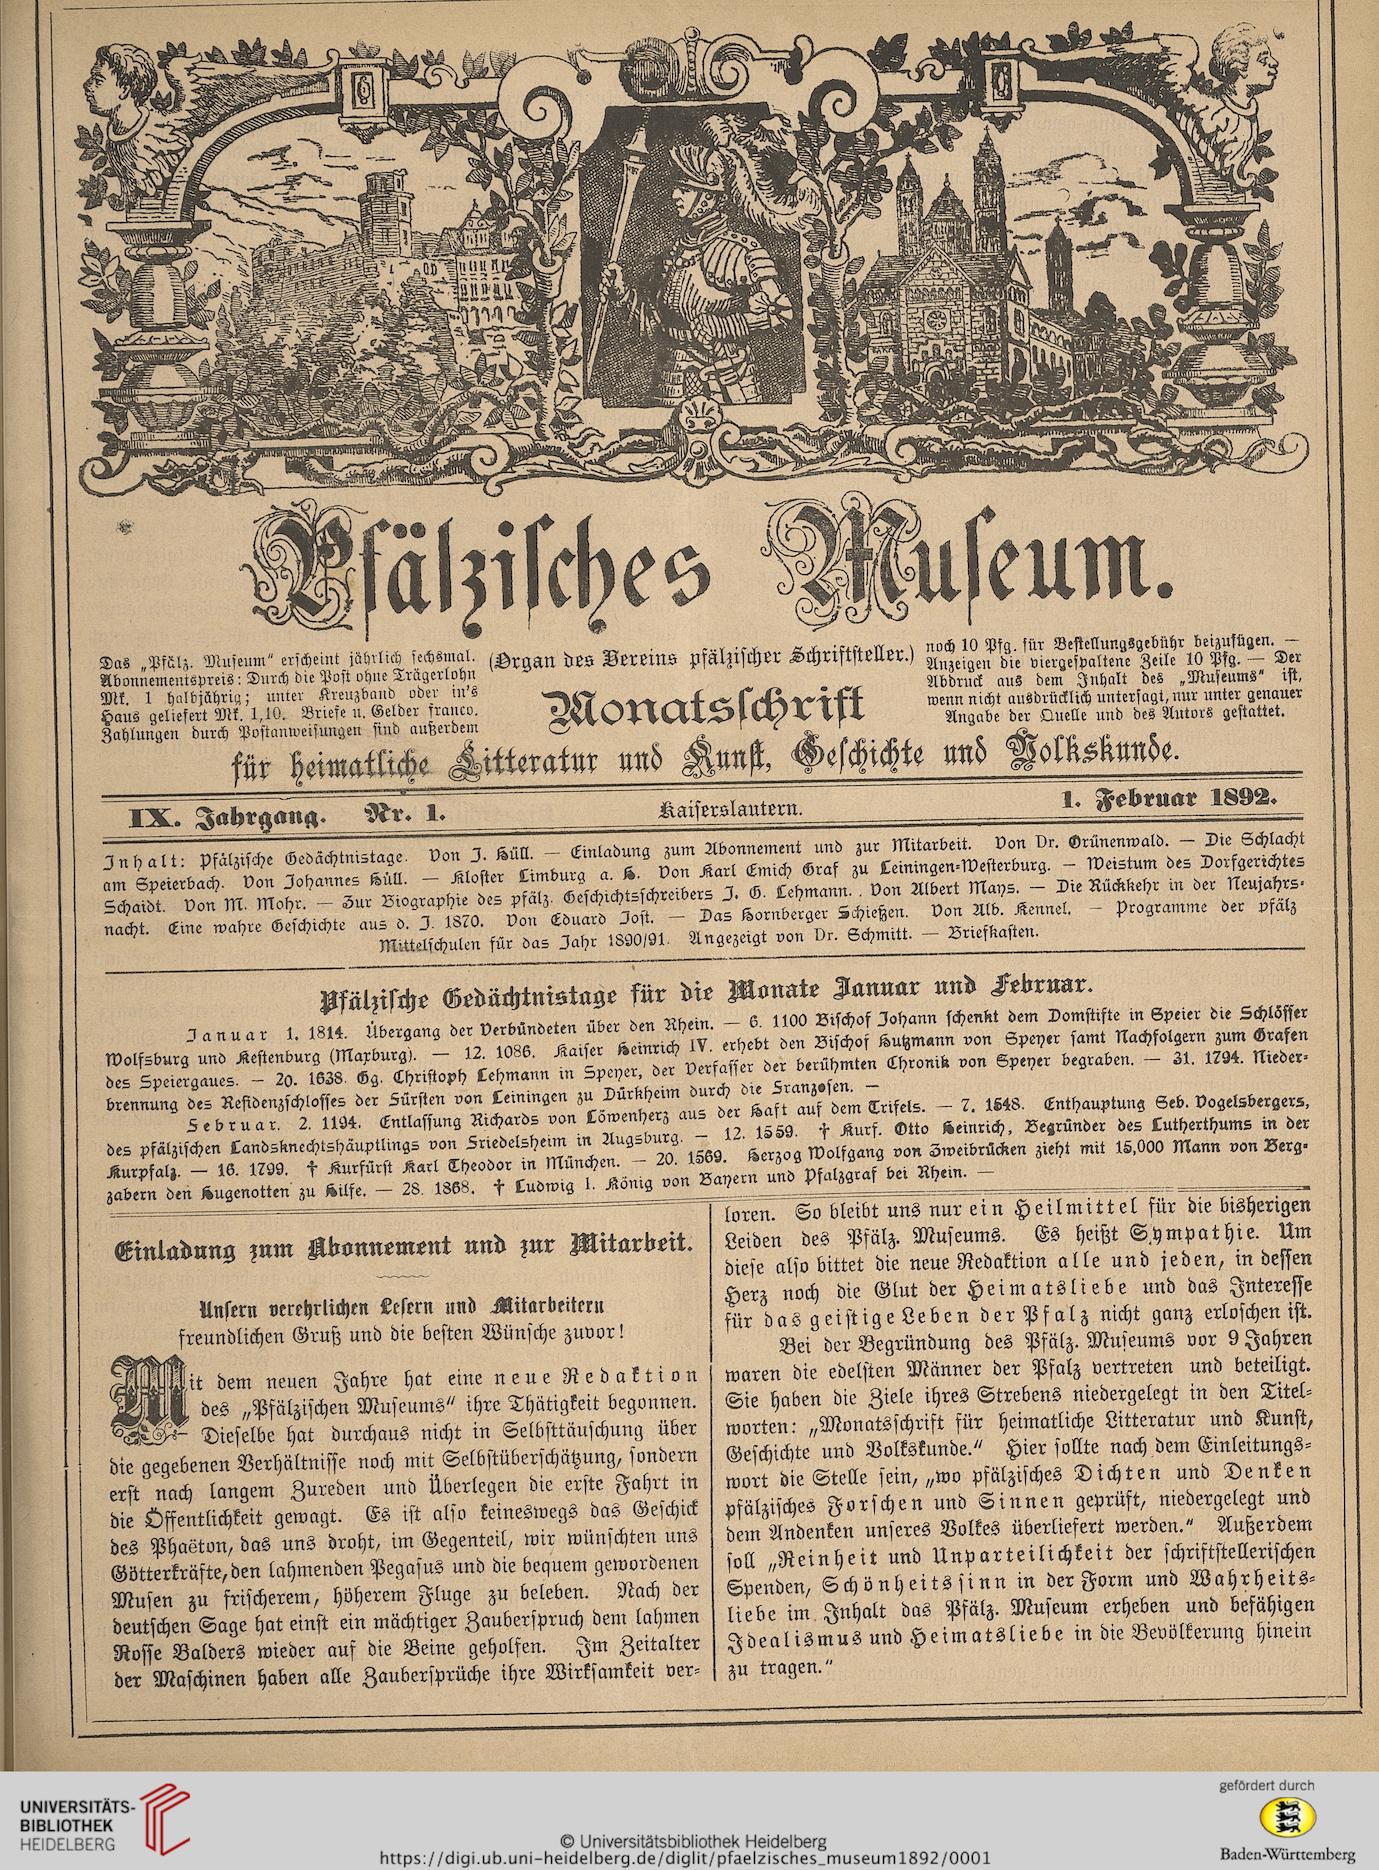 Pfälzisches Museum.
Das „Pfälz. Museum" erscheint jährlich sechsmal.
Abonnementspreis: Durch die Post ohne Trägerlohn
Mk. 1 halbjährig; unter Kreuzband oder in's
Haus geliefert Mk. 1,10. Briefe u. Gelder franco.
Zahlungen durch Postanweisungen sind außerdem
(Organ des Vereins pfälzischer Schriftsteller.)
Monatsschrift
noch 10 Pfg. für Bestellungsgebühr beizufügen. —
Anzeigen die viergespaltene Zeile 10 Pfg. — Der
Abdruck aus dem Inhalt des „Museums" ist,
wenn nicht ausdrücklich untersagt, nur unter genauer
Angabe der Quelle und des Autors gestattet.
für heimatliche Litteratur und Kunst, Geschichte und Volkskunde.
IX. Jahrgang. Nr. 1. Kaiserslautern. 1. Februar 1892.
Inhalt: Pfälzische Gedächtnistage. Von J. Hüll. — Einladung zum Abonnement und zur Mitarbeit. Von Dr. Grünenwald. — Die Schlacht
am Speierbach. Von Johannes Hüll. — Kloster Limburg a. H. Von Karl Emich Graf zu Leiningen-Westerburg. — Weistum des Dorfgerichtes
Schaidt. Von M. Mohr. — Zur Biographie des pfälz. Geschichtsschreibers J. G. Lehmann. Von Albert Mays. — Die Rückkehr in der Neujahrs-
nacht. Eine wahre Geschichte aus d. J. 1870. Von Eduard Jost. — Das Hornberger Schießen. Von Alb. Kennel. — Programme der pfälz
Mittelschulen für das Jahr 1890/91. Angezeigt von Dr. Schmitt. — Briefkasten.
Pfälzische Gedächtnistage für die Monate Januar und Februar.
Januar 1. 1814. Übergang der Verbündeten über den Rhein. — 6. 1100 Bischof Johann schenkt dem Domstifte in Speier die Schlösser
Wolfsburg und Kestenburg (Maxburg). — 12. 1086. Kaiser Heinrich IV. erhebt den Bischof Hutzmann von Speyer samt Nachfolgern zum Grafen
des Speiergaues. — 20. 1638. Gg. Christoph Lehmann in Speyer, der Verfasser der berühmten Chronik von Speyer begraben. — 31. 1794. Nieder-
brennung des Residenzschlosses der Fürsten von Leiningen zu Dürkheim durch die Franzosen. —
Februar. 2. 1194. Entlassung Richards von Löwenherz aus der Haft auf dem Trifels. — 7. 1548. Enthauptung Seb. Vogelsbergers,
des pfälzischen Landsknechtshäuptlings von Friedelsheim in Augsburg. — 12. 1559. † Kurf. Otto Heinrich, Begründer des Lutherthums in der
Kurpfalz. — 16. 1799. † Kurfürst Karl Theodor in München. — 20. 1569. Herzog Wolfgang von Zweibrücken zieht mit 15,000 Mann von Berg-
zabern den Hugenotten zu Hilfe. — 28. 1868. † Ludwig I. König von Bayern und Pfalzgraf bei Rhein. —
Einladung zum Abonnement und zur Mitarbeit.
Unsern verehrlichen Lesern und Mitarbeitern
freundlichen Gruß und die besten Wünsche zuvor!
Mit dem neuen Jahre hat eine neue Redaktion
des „Pfälzischen Museums" ihre Thätigkeit begonnen.
Dieselbe hat durchaus nicht in Selbsttäuschung über
die gegebenen Verhältnisse noch mit Selbstüberschätzung, sondern
erst nach langem Zureden und Überlegen die erste Fahrt in
die Öffentlichkeit gewagt. Es ist also keineswegs das Geschick
des Phaëton, das uns droht, im Gegenteil, wir wünschten uns
Götterkräfte, den lahmenden Pegasus und die bequem gewordenen
Musen zu frischerem, höherem Fluge zu beleben. Nach der
deutschen Sage hat einst ein mächtiger Zauberspruch dem lahmen
Rosse Balders wieder auf die Beine geholfen. Im Zeitalter
der Maschinen haben alle Zaubersprüche ihre Wirksamkeit ver-
loren. So bleibt uns nur ein Heilmittel für die bisherigen
Leiden des Pfälz. Museums. Es heißt Sympathie. Um
diese also bittet die neue Redaktion alle und jeden, in dessen
Herz noch die Glut der Heimatsliebe und das Interesse
für das geistige Leben der Pfalz nicht ganz erloschen ist.
Bei der Begründung des Pfälz. Museums vor 9 Jahren
waren die edelsten Männer der Pfalz vertreten und beteiligt.
Sie haben die Ziele ihres Strebens niedergelegt in den Titel-
worten: „Monatsschrift für heimatliche Litteratur und Kunst,
Geschichte und Volkskunde." Hier sollte nach dem Einleitungs-
wort die Stelle sein, „wo pfälzisches Dichten und Denken
pfälzisches Forschen und Sinnen geprüft, niedergelegt und
dem Andenken unseres Volkes überliefert werden." Außerdem
soll „Reinheit und Unparteilichkeit der schriftstellerischen
Spenden, Schönheitssinn in der Form und Wahrheits-
liebe im Inhalt das Pfälz. Museum erheben und befähigen
Idealismus und Heimatsliebe in die Bevölkerung hinein
zu tragen."
UNIVERSITÄTS-
BIBLIOTHEK
HEIDELBERG
© Universitätsbibliothek Heidelberg
https://digi.ub.uni-heidelberg.de/diglit/pfaelzisches_museum1892/0001
gefördert durch
Baden-Württemberg